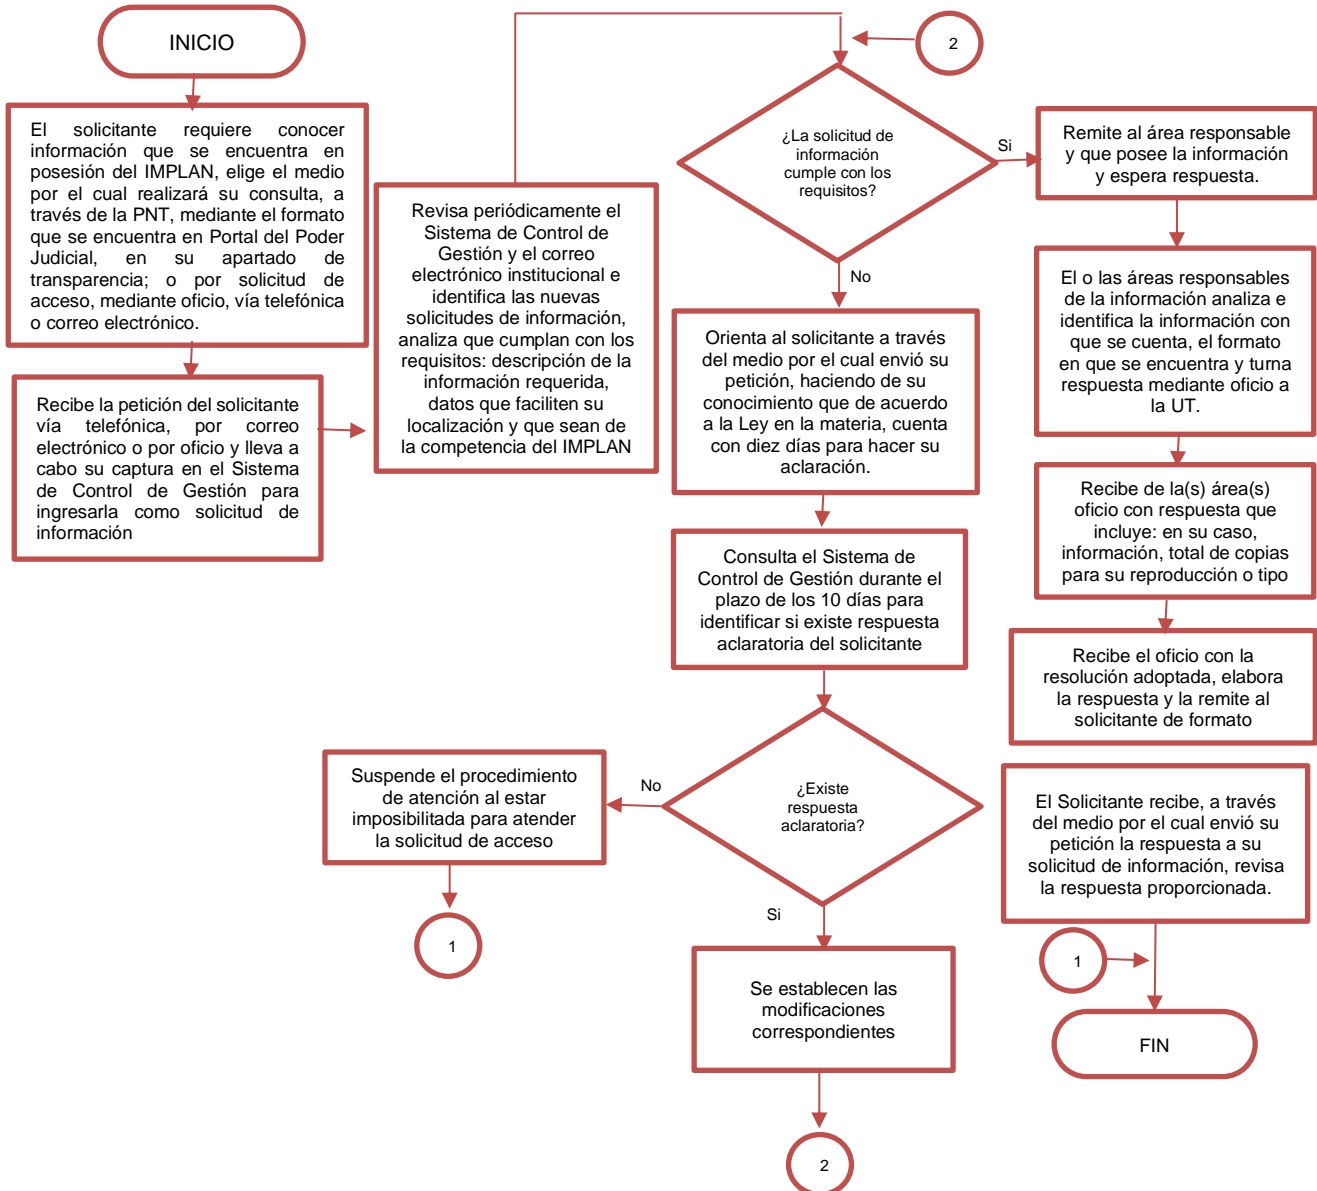 INICIO
El solicitante requiere conocer
información que se encuentra en
posesión del IMPLAN, elige el medio
por el cual realizará su consulta, a
través de la PNT, mediante el formato
que se encuentra en Portal del Poder
Judicial, en su apartado de
transparencia; o por solicitud de
acceso, mediante oficio, vía telefónica
o correo electrónico.
Recibe la petición del solicitante
vía telefónica, por correo
electrónico o por oficio y lleva a
cabo su captura en el Sistema
de Control de Gestión para
ingresarla como solicitud de
información
Revisa periódicamente el
Sistema de Control de
Gestión y el correo
electrónico institucional e
identifica las nuevas
solicitudes de información,
analiza que cumplan con los
requisitos: descripción de la
información requerida,
datos que faciliten su
localización y que sean de
la competencia del IMPLAN
2
¿La solicitud de
información
cumple con los
requisitos?
Si
No
Remite al área responsable
y que posee la información
y espera respuesta.
El o las áreas responsables
de la información analiza e
identifica la información con
que se cuenta, el formato
en que se encuentra y turna
respuesta mediante oficio a
la UT.
Recibe de la(s) área(s)
oficio con respuesta que
incluye: en su caso,
información, total de copias
para su reproducción o tipo
Recibe el oficio con la
resolución adoptada, elabora
la respuesta y la remite al
solicitante de formato
El Solicitante recibe, a través
del medio por el cual envió su
petición la respuesta a su
solicitud de información, revisa
la respuesta proporcionada.
1
FIN
Orienta al solicitante a través
del medio por el cual envió su
petición, haciendo de su
conocimiento que de acuerdo
a la Ley en la materia, cuenta
con diez días para hacer su
aclaración.
Consulta el Sistema de
Control de Gestión durante el
plazo de los 10 días para
identificar si existe respuesta
aclaratoria del solicitante
¿Existe
respuesta
aclaratoria?
No
Suspende el procedimiento
de atención al estar
imposibilitada para atender
la solicitud de acceso
1
Si
Se establecen las
modificaciones
correspondientes
2